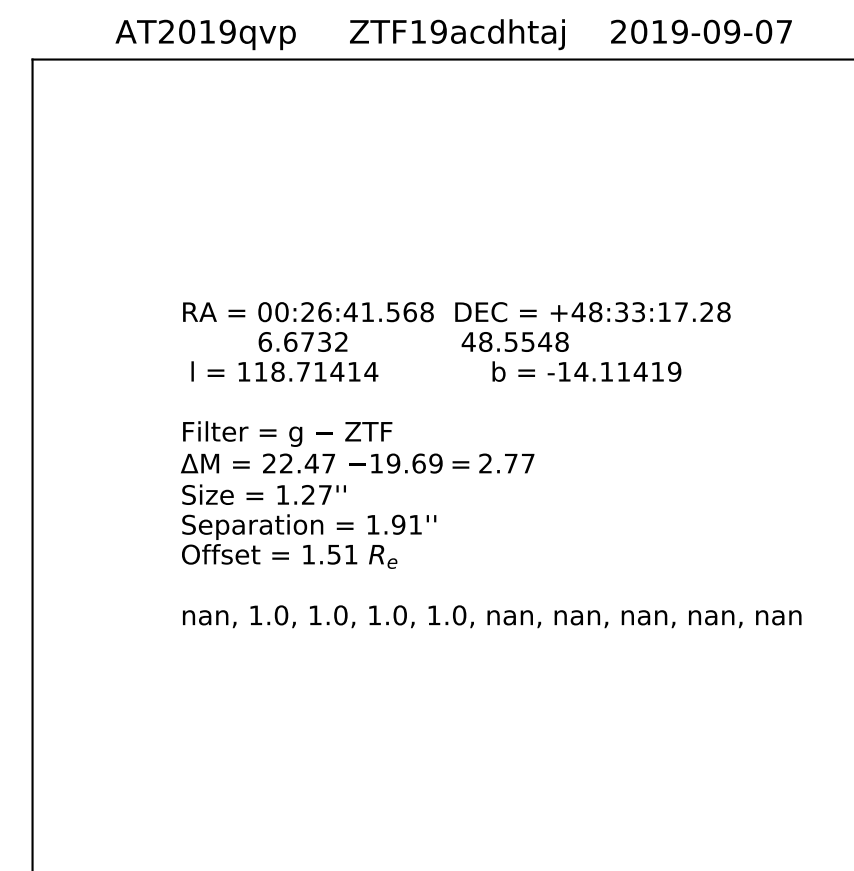 AT2019qvp ZTF19acdhtaj 2019-09-07
RA = 00:26:41.568 DEC = +48:33:17.28
6.6732 48.5548
l = 118.71414 b = -14.11419
Filter = g − ZTF
ΔM = 22.47 −19.69 = 2.77
Size = 1.27''
Separation = 1.91''
Offset = 1.51 Rₑ
nan, 1.0, 1.0, 1.0, 1.0, nan, nan, nan, nan, nan